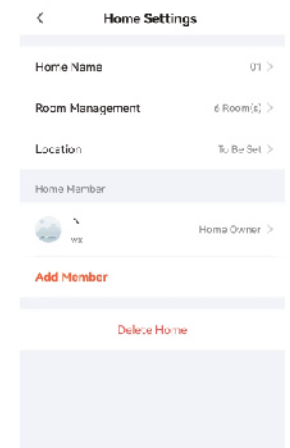 Home Settings
Home Name 01
Room Management 6 Room(s)
Location To Be Set
Home Member
wx
Home Owner
Add Member
Delete Home